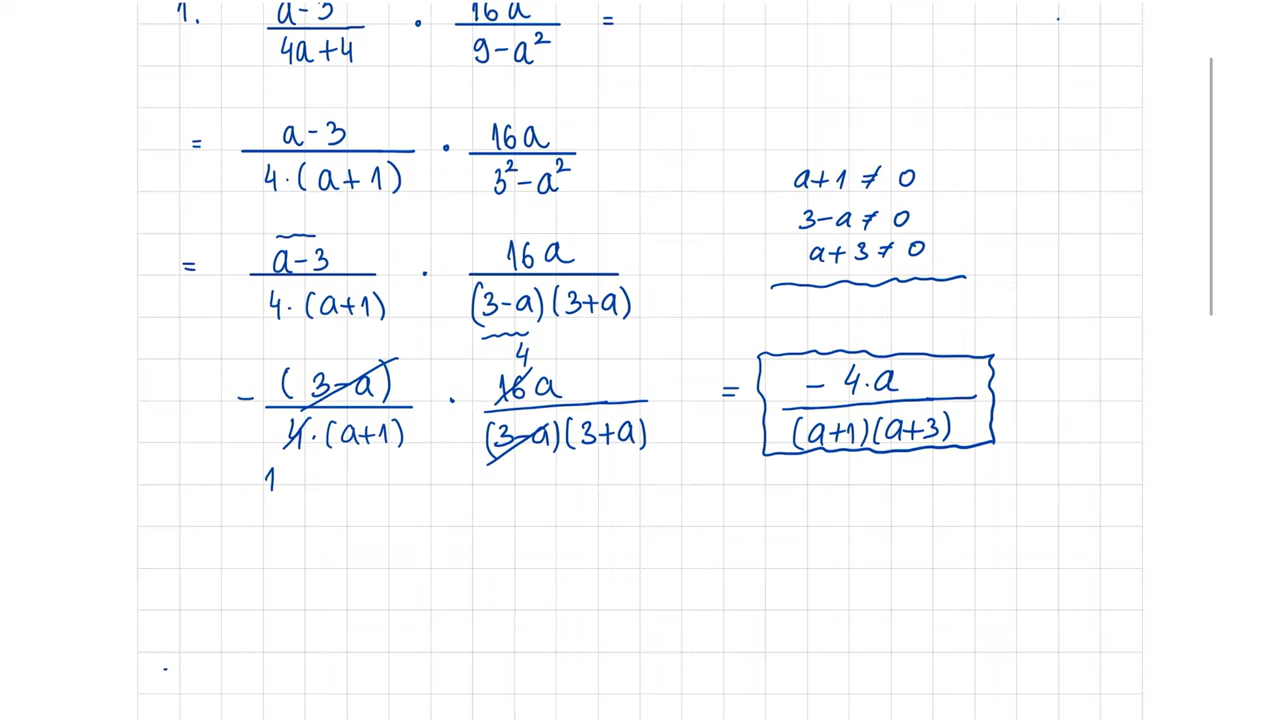 1. a-3/4a+4 · 16a/9-a² =
= a-3/4·(a+1) · 16a/3²-a²
a+1 ≠ 0
3-a ≠ 0
a+3 ≠ 0
= a-3/4·(a+1) · 16a/(3-a)(3+a)
4
- (3-a)/4·(a+1) · 16a/(3-a)(3+a) = -4·a/(a+1)(a+3)
1